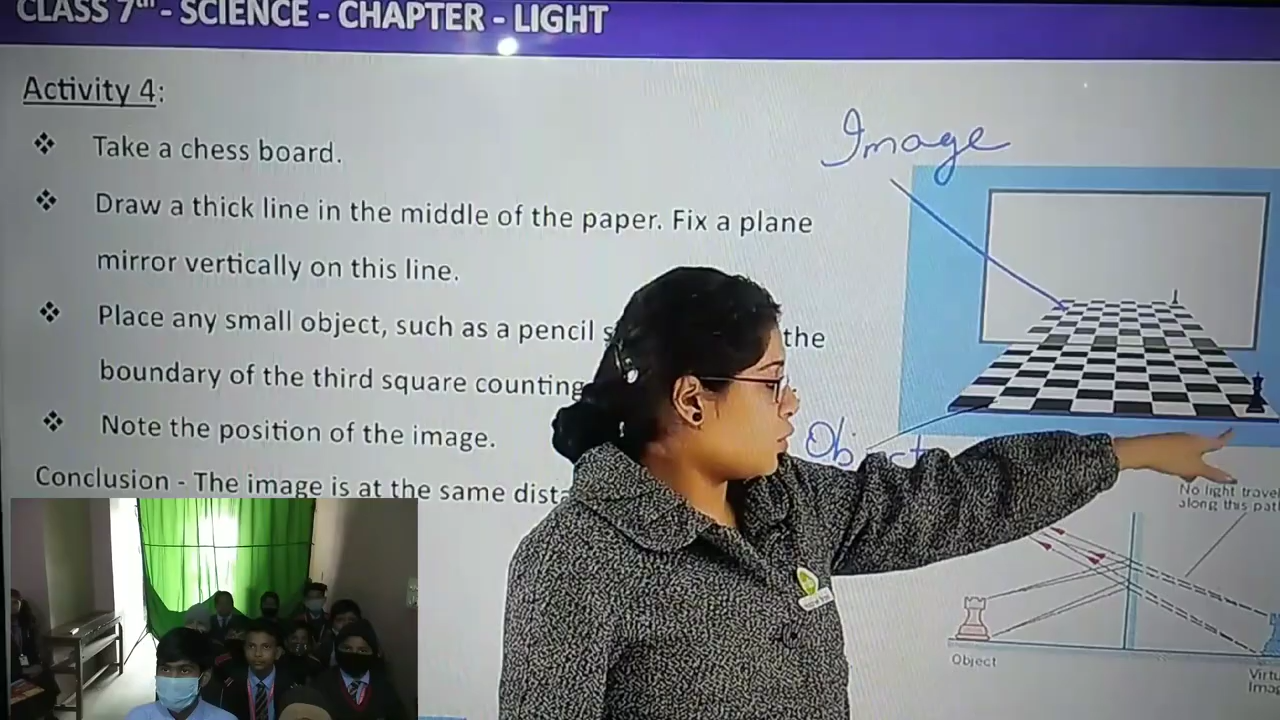 CLASS 7th - SCIENCE - CHAPTER - LIGHT
Activity 4:
❖ Take a chess board.
❖ Draw a thick line in the middle of the paper. Fix a plane
mirror vertically on this line.
❖ Place any small object, such as a pencil the
boundary of the third square counting
❖ Note the position of the image.
Conclusion - The image is at the same
Image
Object
No light
along this
Object